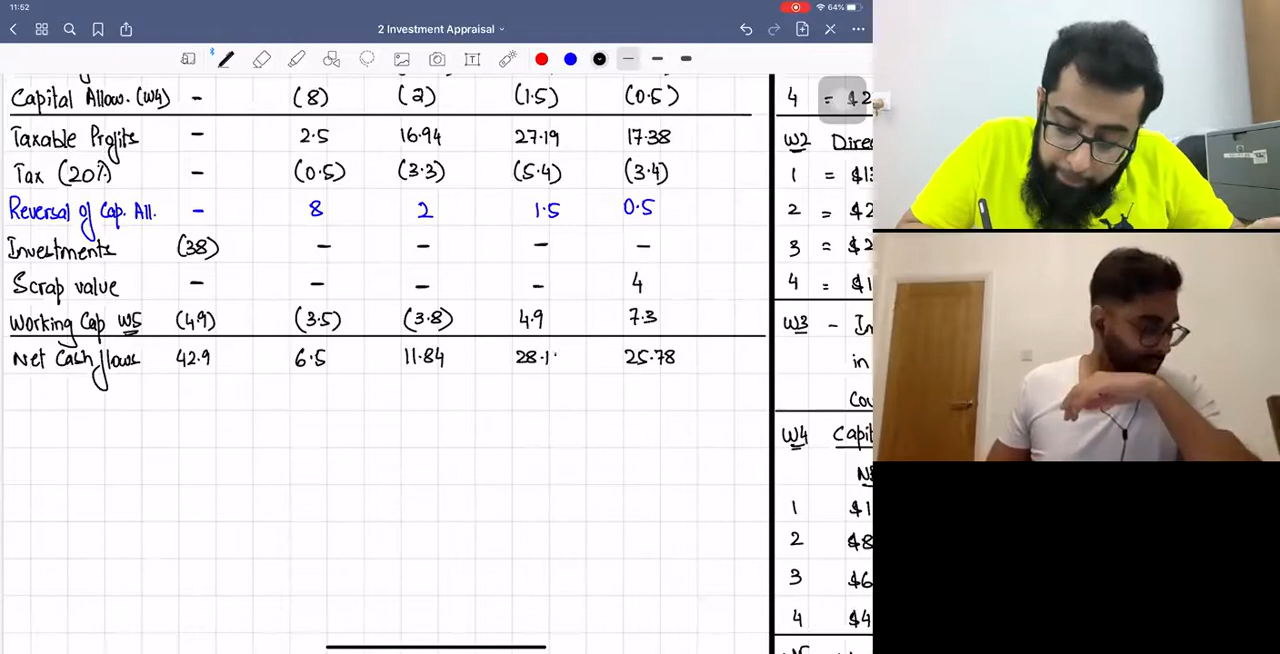 11:52
64%
2 Investment Appraisal
Capital Allow. (W4) - (8) (2) (1.5) (0.5)
Taxable Profits - 2.5 16.94 27.19 17.38
Tax (20%) - (0.5) (3.3) (5.4) (3.4)
Reversal of Cap. All. - 8 2 1.5 0.5
Investments (38) - - - -
Scrap value - - - - 4
Working Cap W5 (4.9) (3.5) (3.8) 4.9 7.3
Net Cash flows 42.9 6.5 11.84 28.1 25.78
4 = $2
W2 Direc
1 = $1
2 = $2
3 = $2
4 = $1
W3 - In
in
Cou
W4 Capit
1 $1
2 $8
3 $6
4 $4